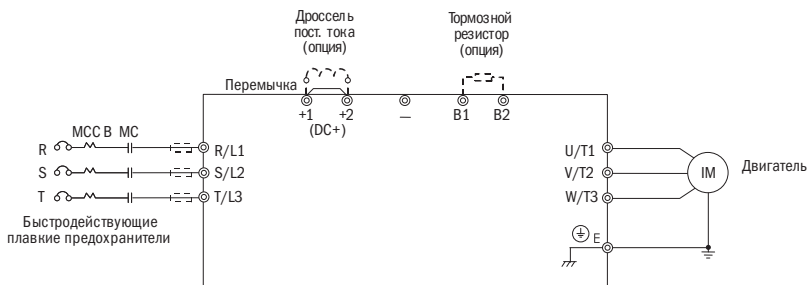 Дроссель
пост. тока
(опция)
Тормозной
резистор
(опция)
Перемычка
+1 +2 — B1 B2
(DC+)
MCC B MC
R R/L1
S S/L2
T T/L3
Быстродействующие
плавкие предохранители
U/T1
V/T2
W/T3
IM
Двигатель
E